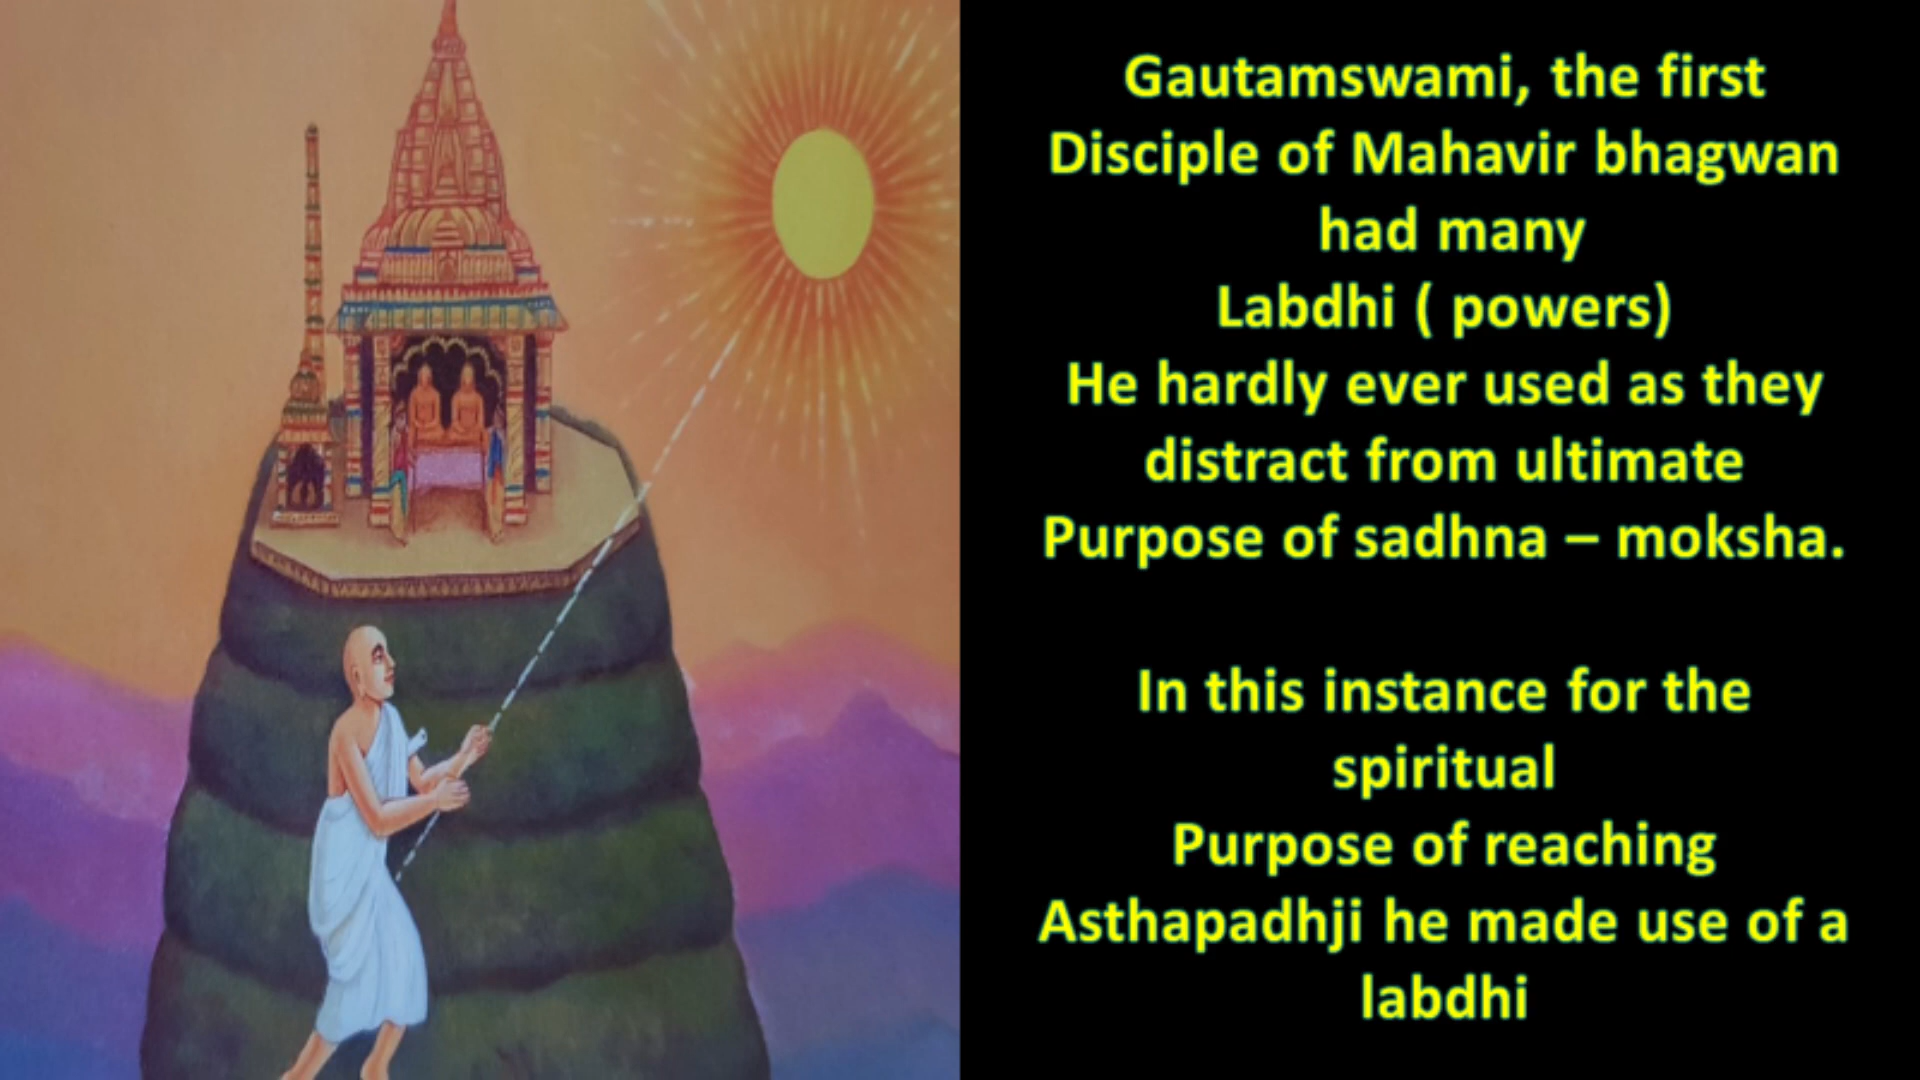 Gautamswami, the first
Disciple of Mahavir bhagwan
had many
Labdhi ( powers)
He hardly ever used as they
distract from ultimate
Purpose of sadhna – moksha.
In this instance for the
spiritual
Purpose of reaching
Asthapadhji he made use of a
labdhi